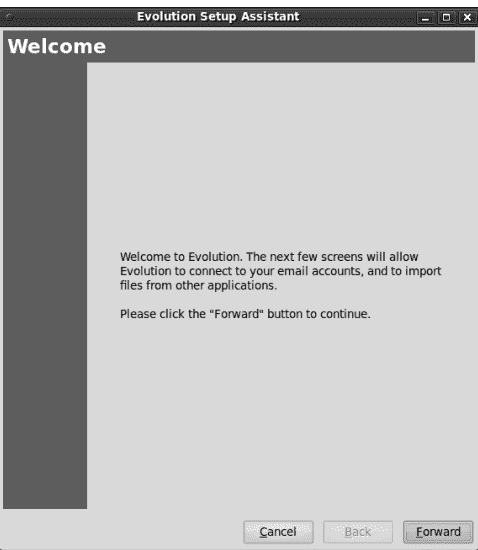 Evolution Setup Assistant
Welcome
Welcome to Evolution. The next few screens will allow
Evolution to connect to your email accounts, and to import
files from other applications.
Please click the "Forward" button to continue.
Cancel Back Forward